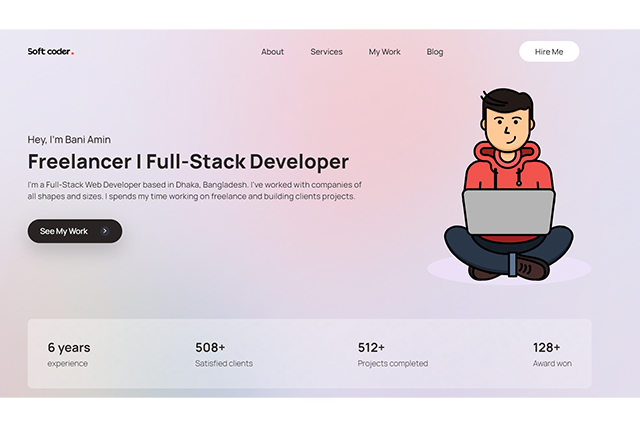 Soft coder.
About Services My Work Blog Hire Me
Hey, I'm Bani Amin
Freelancer | Full-Stack Developer
I'm a Full-Stack Web Developer based in Dhaka, Bangladesh. I've worked with companies of
all shapes and sizes. I spends my time working on freelance and building clients projects.
See My Work
6 years 508+ 512+ 128+
experience Satisfied clients Projects completed Award won